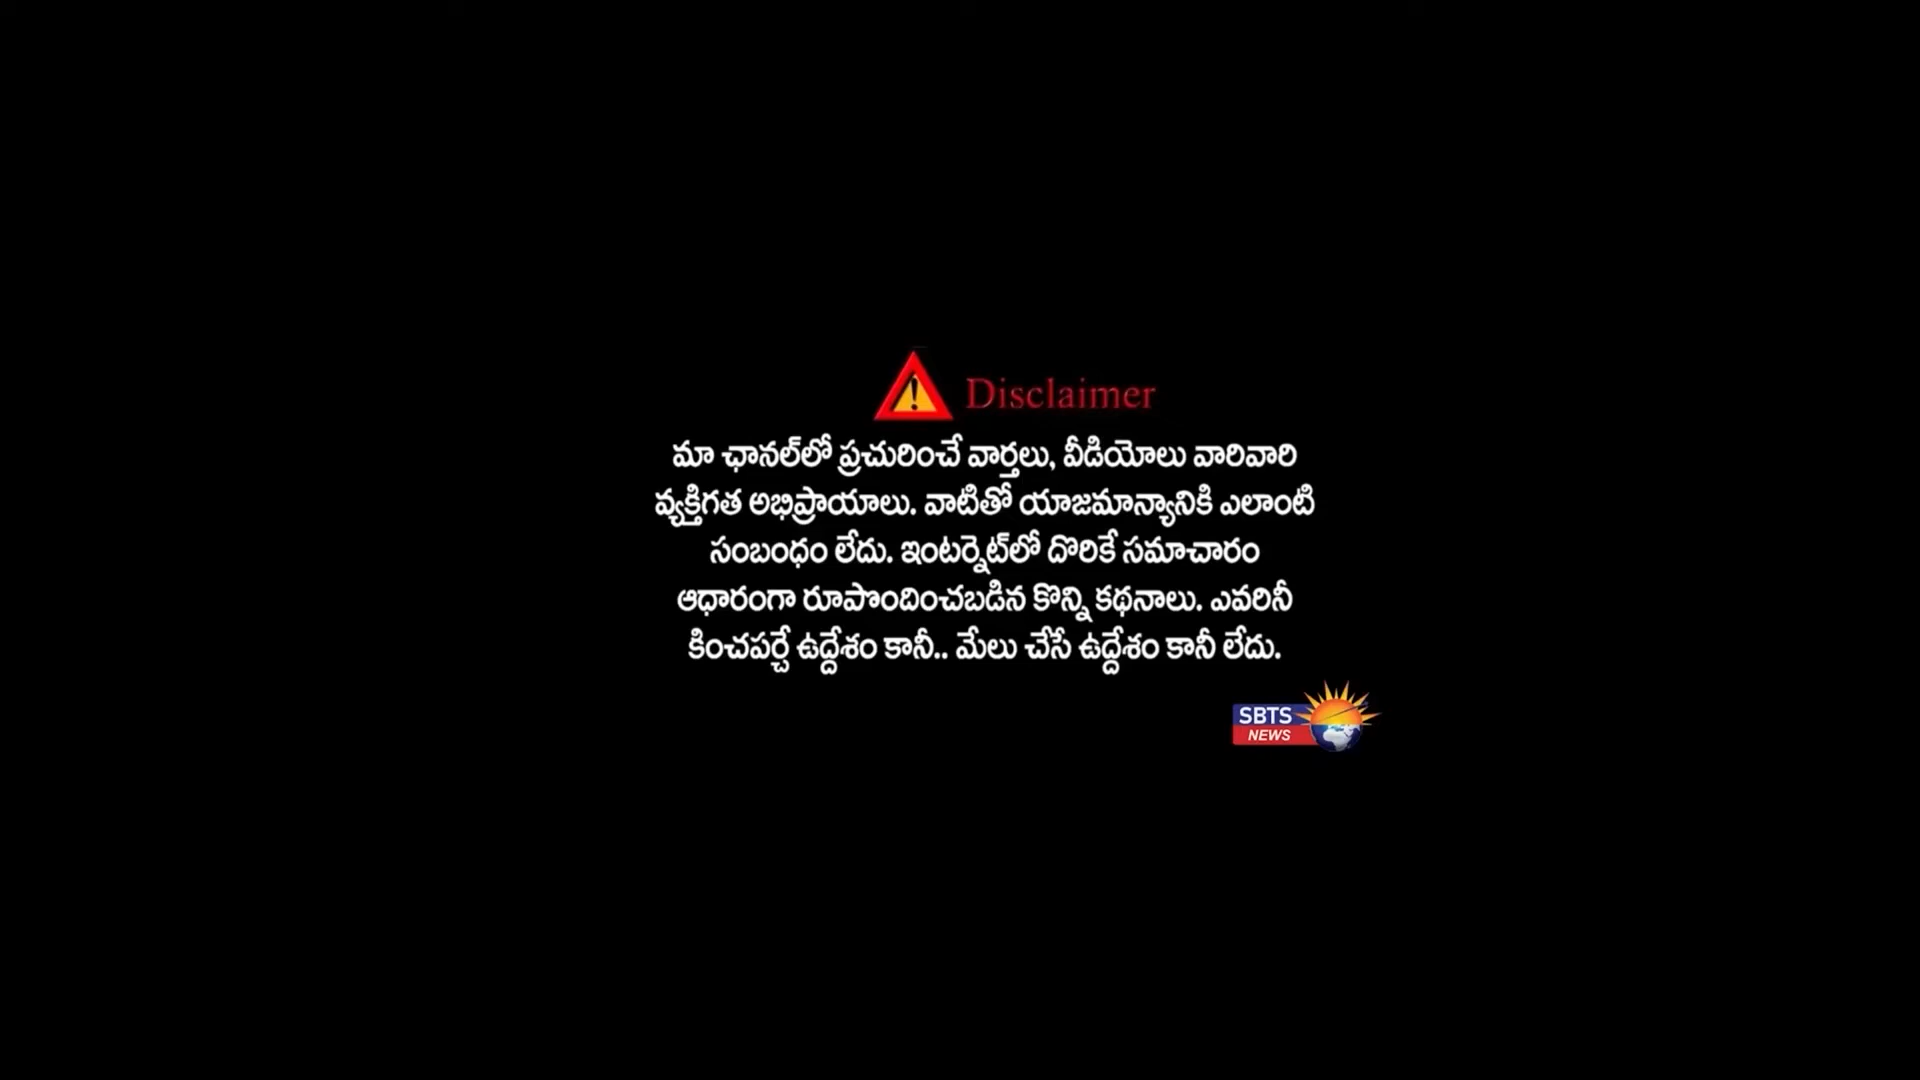 Disclaimer
మా ఛానల్‌లో ప్రచురించే వార్తలు, వీడియోలు వారివారి
వ్యక్తిగత అభిప్రాయాలు. వాటితో యాజమాన్యానికి ఎలాంటి
సంబంధం లేదు. ఇంటర్నెట్‌లో దొరికే సమాచారం
ఆధారంగా రూపొందించబడిన కొన్ని కథనాలు. ఎవరినీ
కించపర్చే ఉద్దేశం కానీ.. మేలు చేసే ఉద్దేశం కానీ లేదు.
SBTS
NEWS